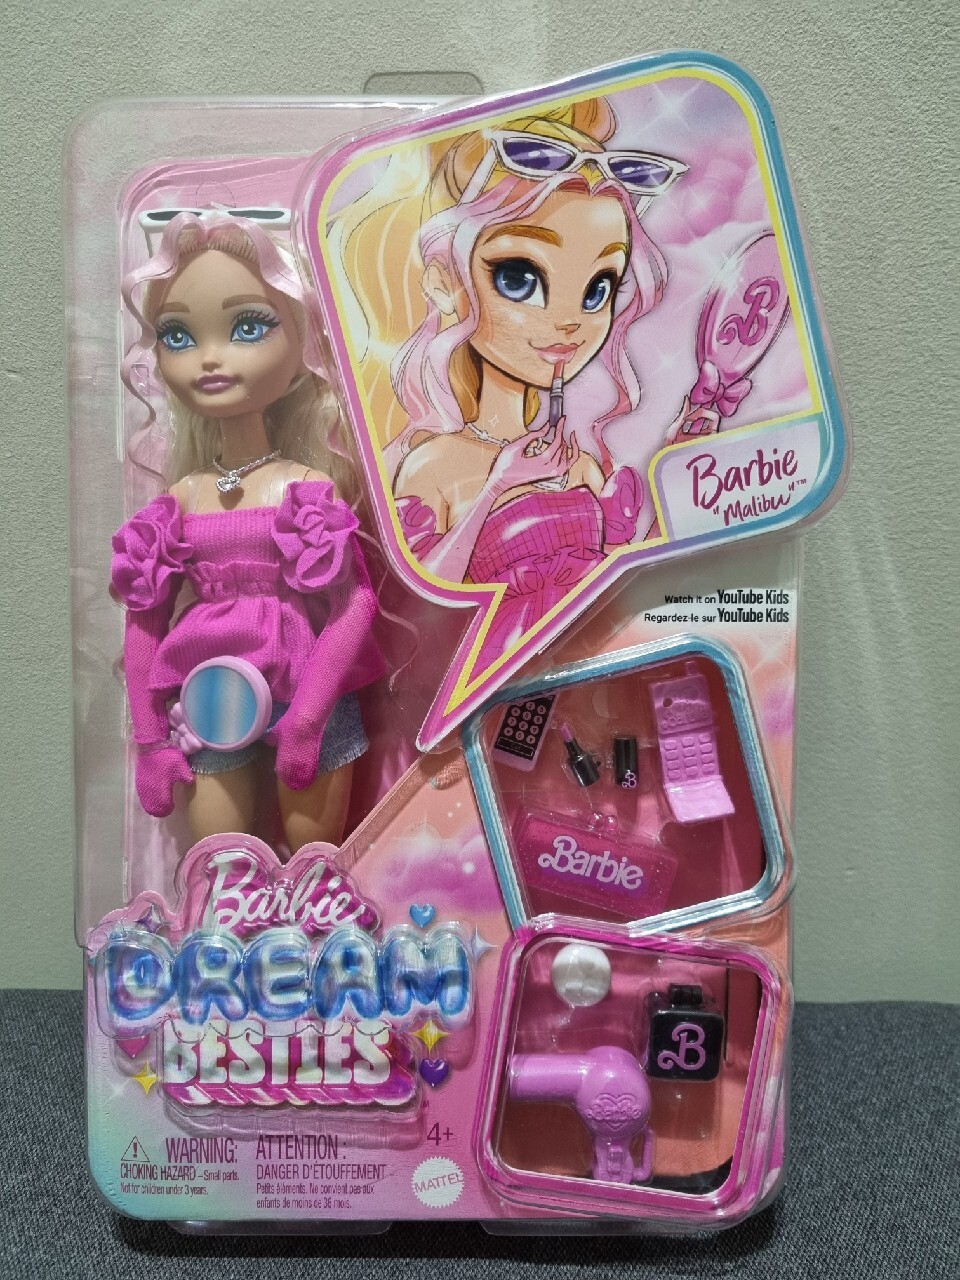 B
Barbie
"Malibu"™
Watch it on YouTube Kids
Regardez-le sur YouTube Kids
Barbie
B
Barbie
B
Barbie
Barbie
DREAM
BESTIES
4+
WARNING:
CHOKING HAZARD – Small parts.
Not for children under 3 years.
ATTENTION :
DANGER D'ÉTOUFFEMENT -
Petits éléments. Ne convient pas aux
enfants de moins de 36 mois.
MATTEL